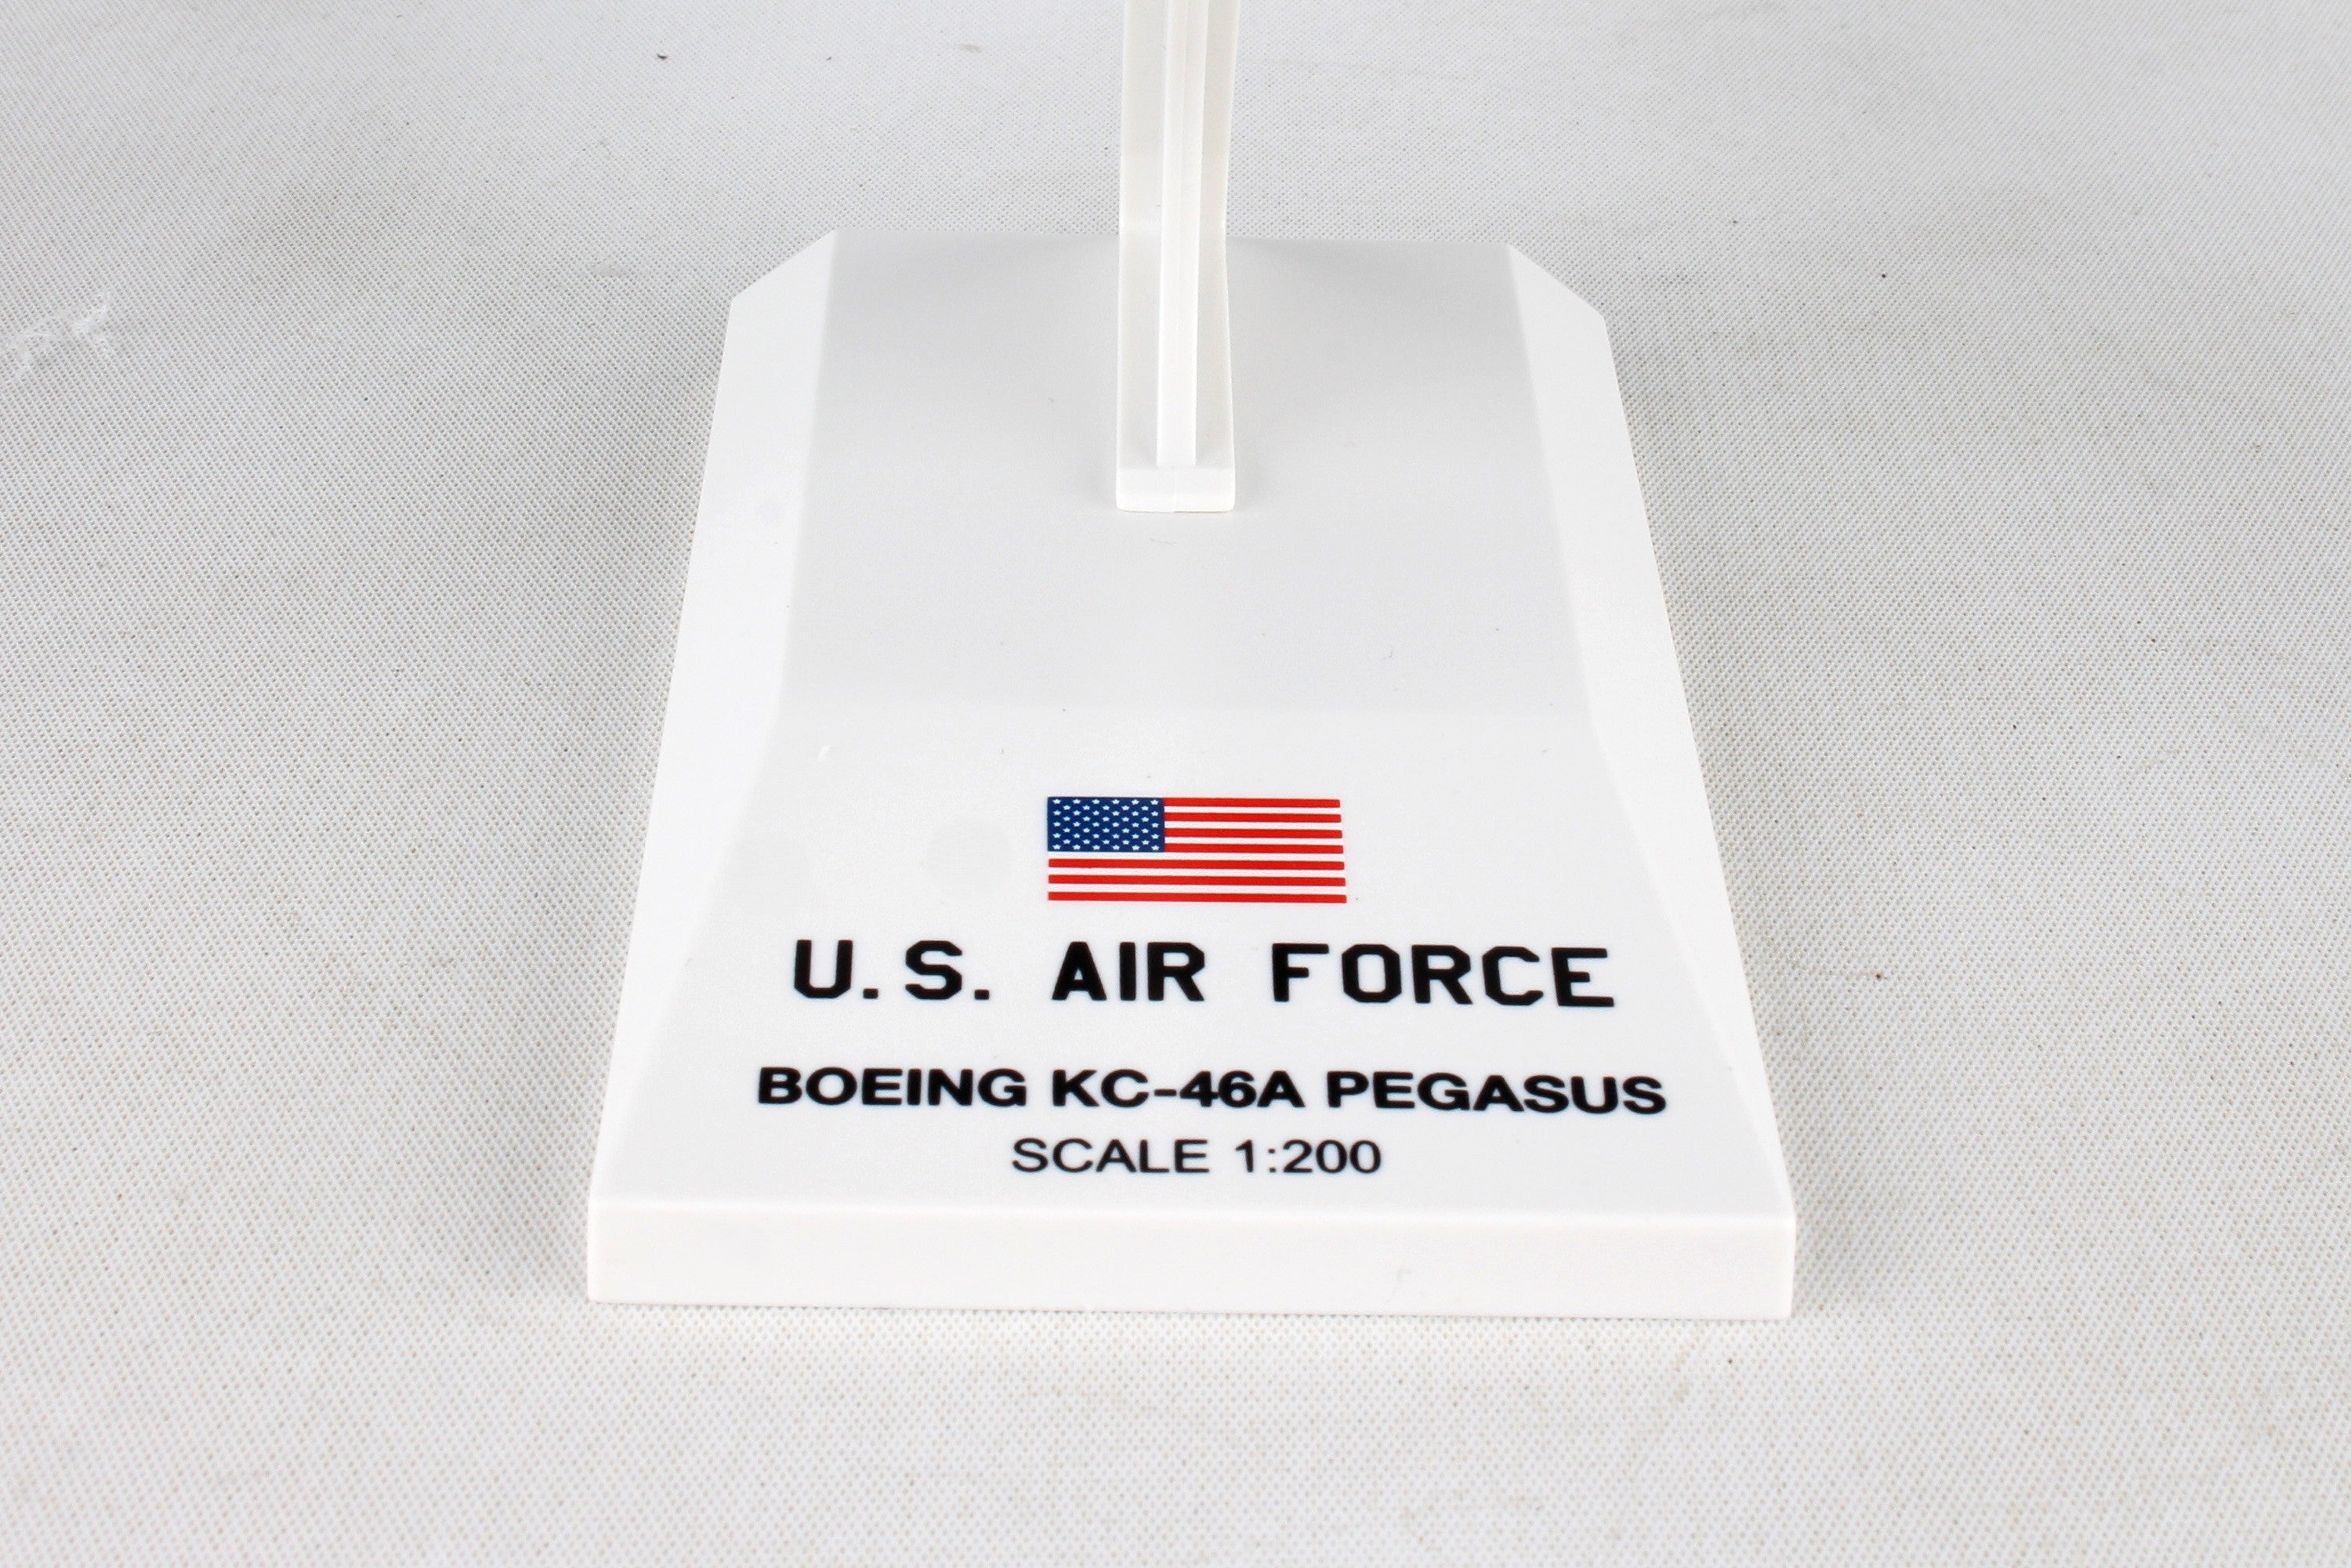 U.S. AIR FORCE
BOEING KC-46A PEGASUS
SCALE 1:200